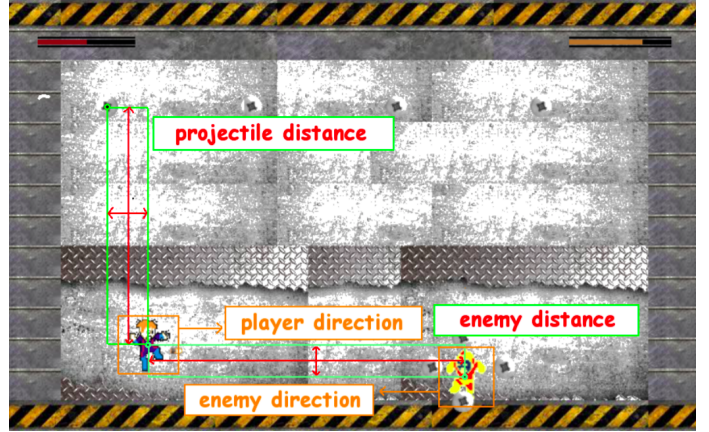 projectile distance
player direction
enemy distance
enemy direction